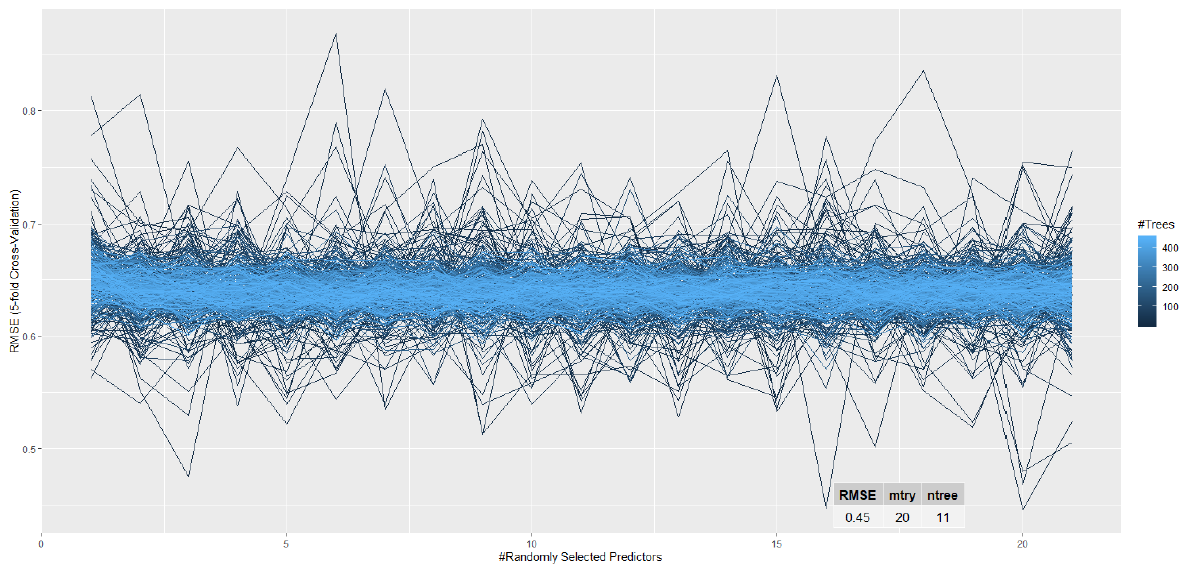 0.8
0.7
0.6
0.5
RMSE (5-fold Cross-Validation)
0 5 10 15 20
#Randomly Selected Predictors
RMSE mtry ntree
0.45 20 11
#Trees
400
300
200
100